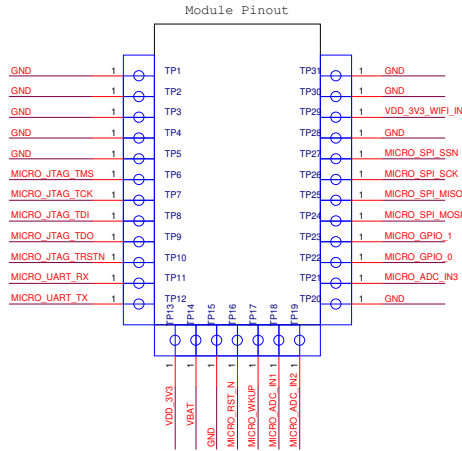 Module Pinout
GND 1 TP1 TP31 1 GND
GND 1 TP2 TP30 1 GND
GND 1 TP3 TP29 1 VDD_3V3_WIFI_IN
GND 1 TP4 TP28 1 GND
GND 1 TP5 TP27 1 MICRO_SPI_SSN
MICRO_JTAG_TMS 1 TP6 TP26 1 MICRO_SPI_SCK
MICRO_JTAG_TCK 1 TP7 TP25 1 MICRO_SPI_MISO
MICRO_JTAG_TDI 1 TP8 TP24 1 MICRO_SPI_MOSI
MICRO_JTAG_TDO 1 TP9 TP23 1 MICRO_GPIO_1
MICRO_JTAG_TRSTN 1 TP10 TP22 1 MICRO_GPIO_0
MICRO_UART_RX 1 TP11 TP21 1 MICRO_ADC_IN3
MICRO_UART_TX 1 TP12 TP20 1 GND
TP13 1 VDD_3V3
TP14 1 VBAT
TP15 1 GND
TP16 1 MICRO_RST_N
TP17 1 MICRO_WKUP
TP18 1 MICRO_ADC_IN1
TP19 1 MICRO_ADC_IN2